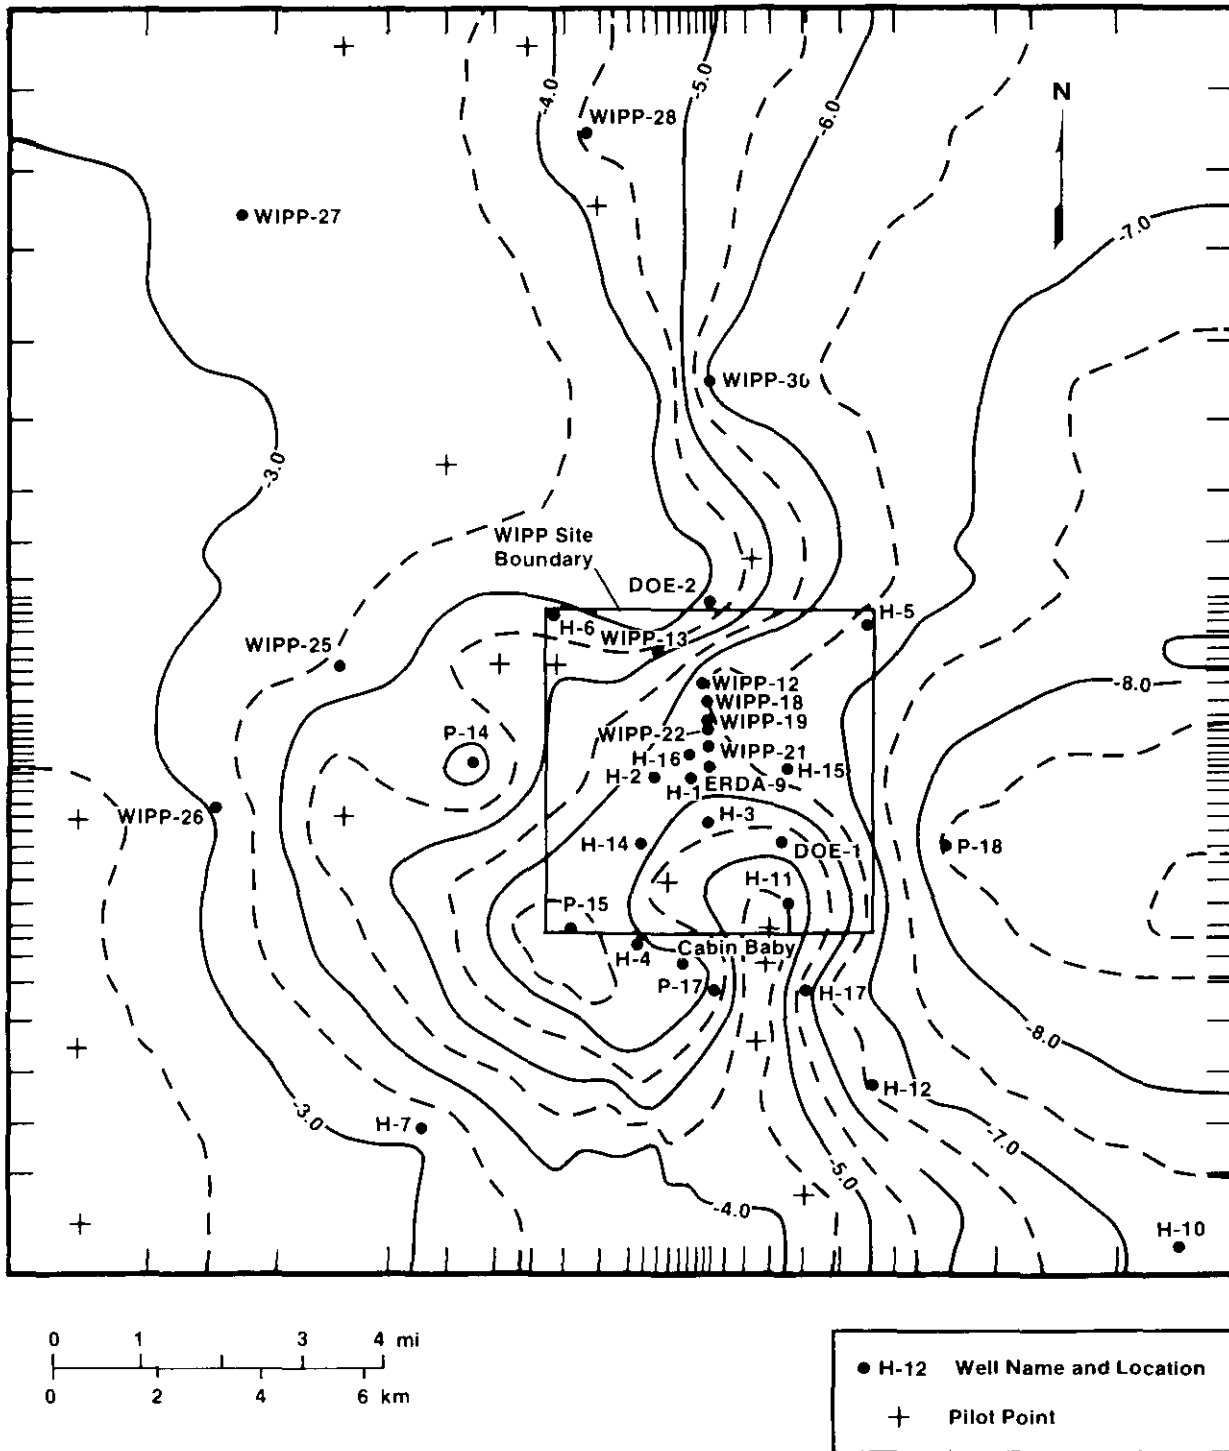 -4.0
-5.0
-6.0
N
WIPP-28
WIPP-27
-7.0
WIPP-30
-3.0
WIPP Site
Boundary
DOE-2
H-5
H-6
WIPP-13
WIPP-25
WIPP-12
-8.0
WIPP-18
WIPP-19
P-14
WIPP-22
WIPP-21
H-16
H-15
H-2
ERDA-9
H-1
WIPP-26
H-3
H-14
DOE-1
P-18
H-11
P-15
Cabin Baby
H-4
P-17
H-17
-8.0
H-12
-3.0
H-7
-7.0
-5.0
-4.0
H-10
0 1 3 4 mi
0 2 4 6 km
H-12 Well Name and Location
Pilot Point